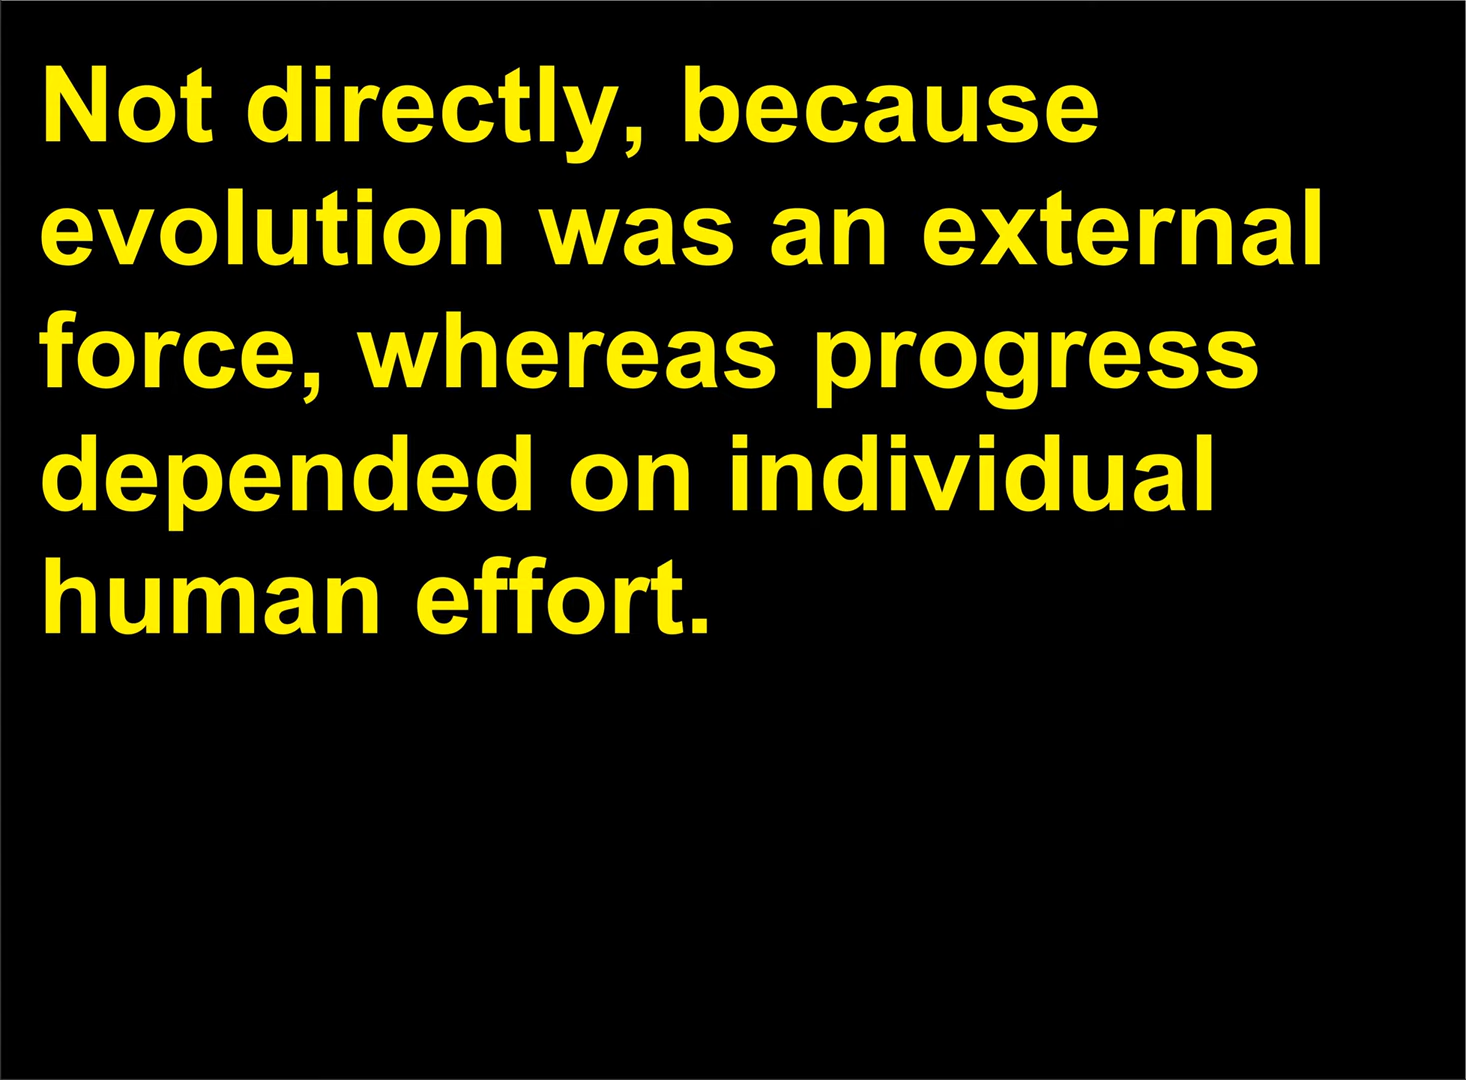 Not directly, because
evolution was an external
force, whereas progress
depended on individual
human effort.